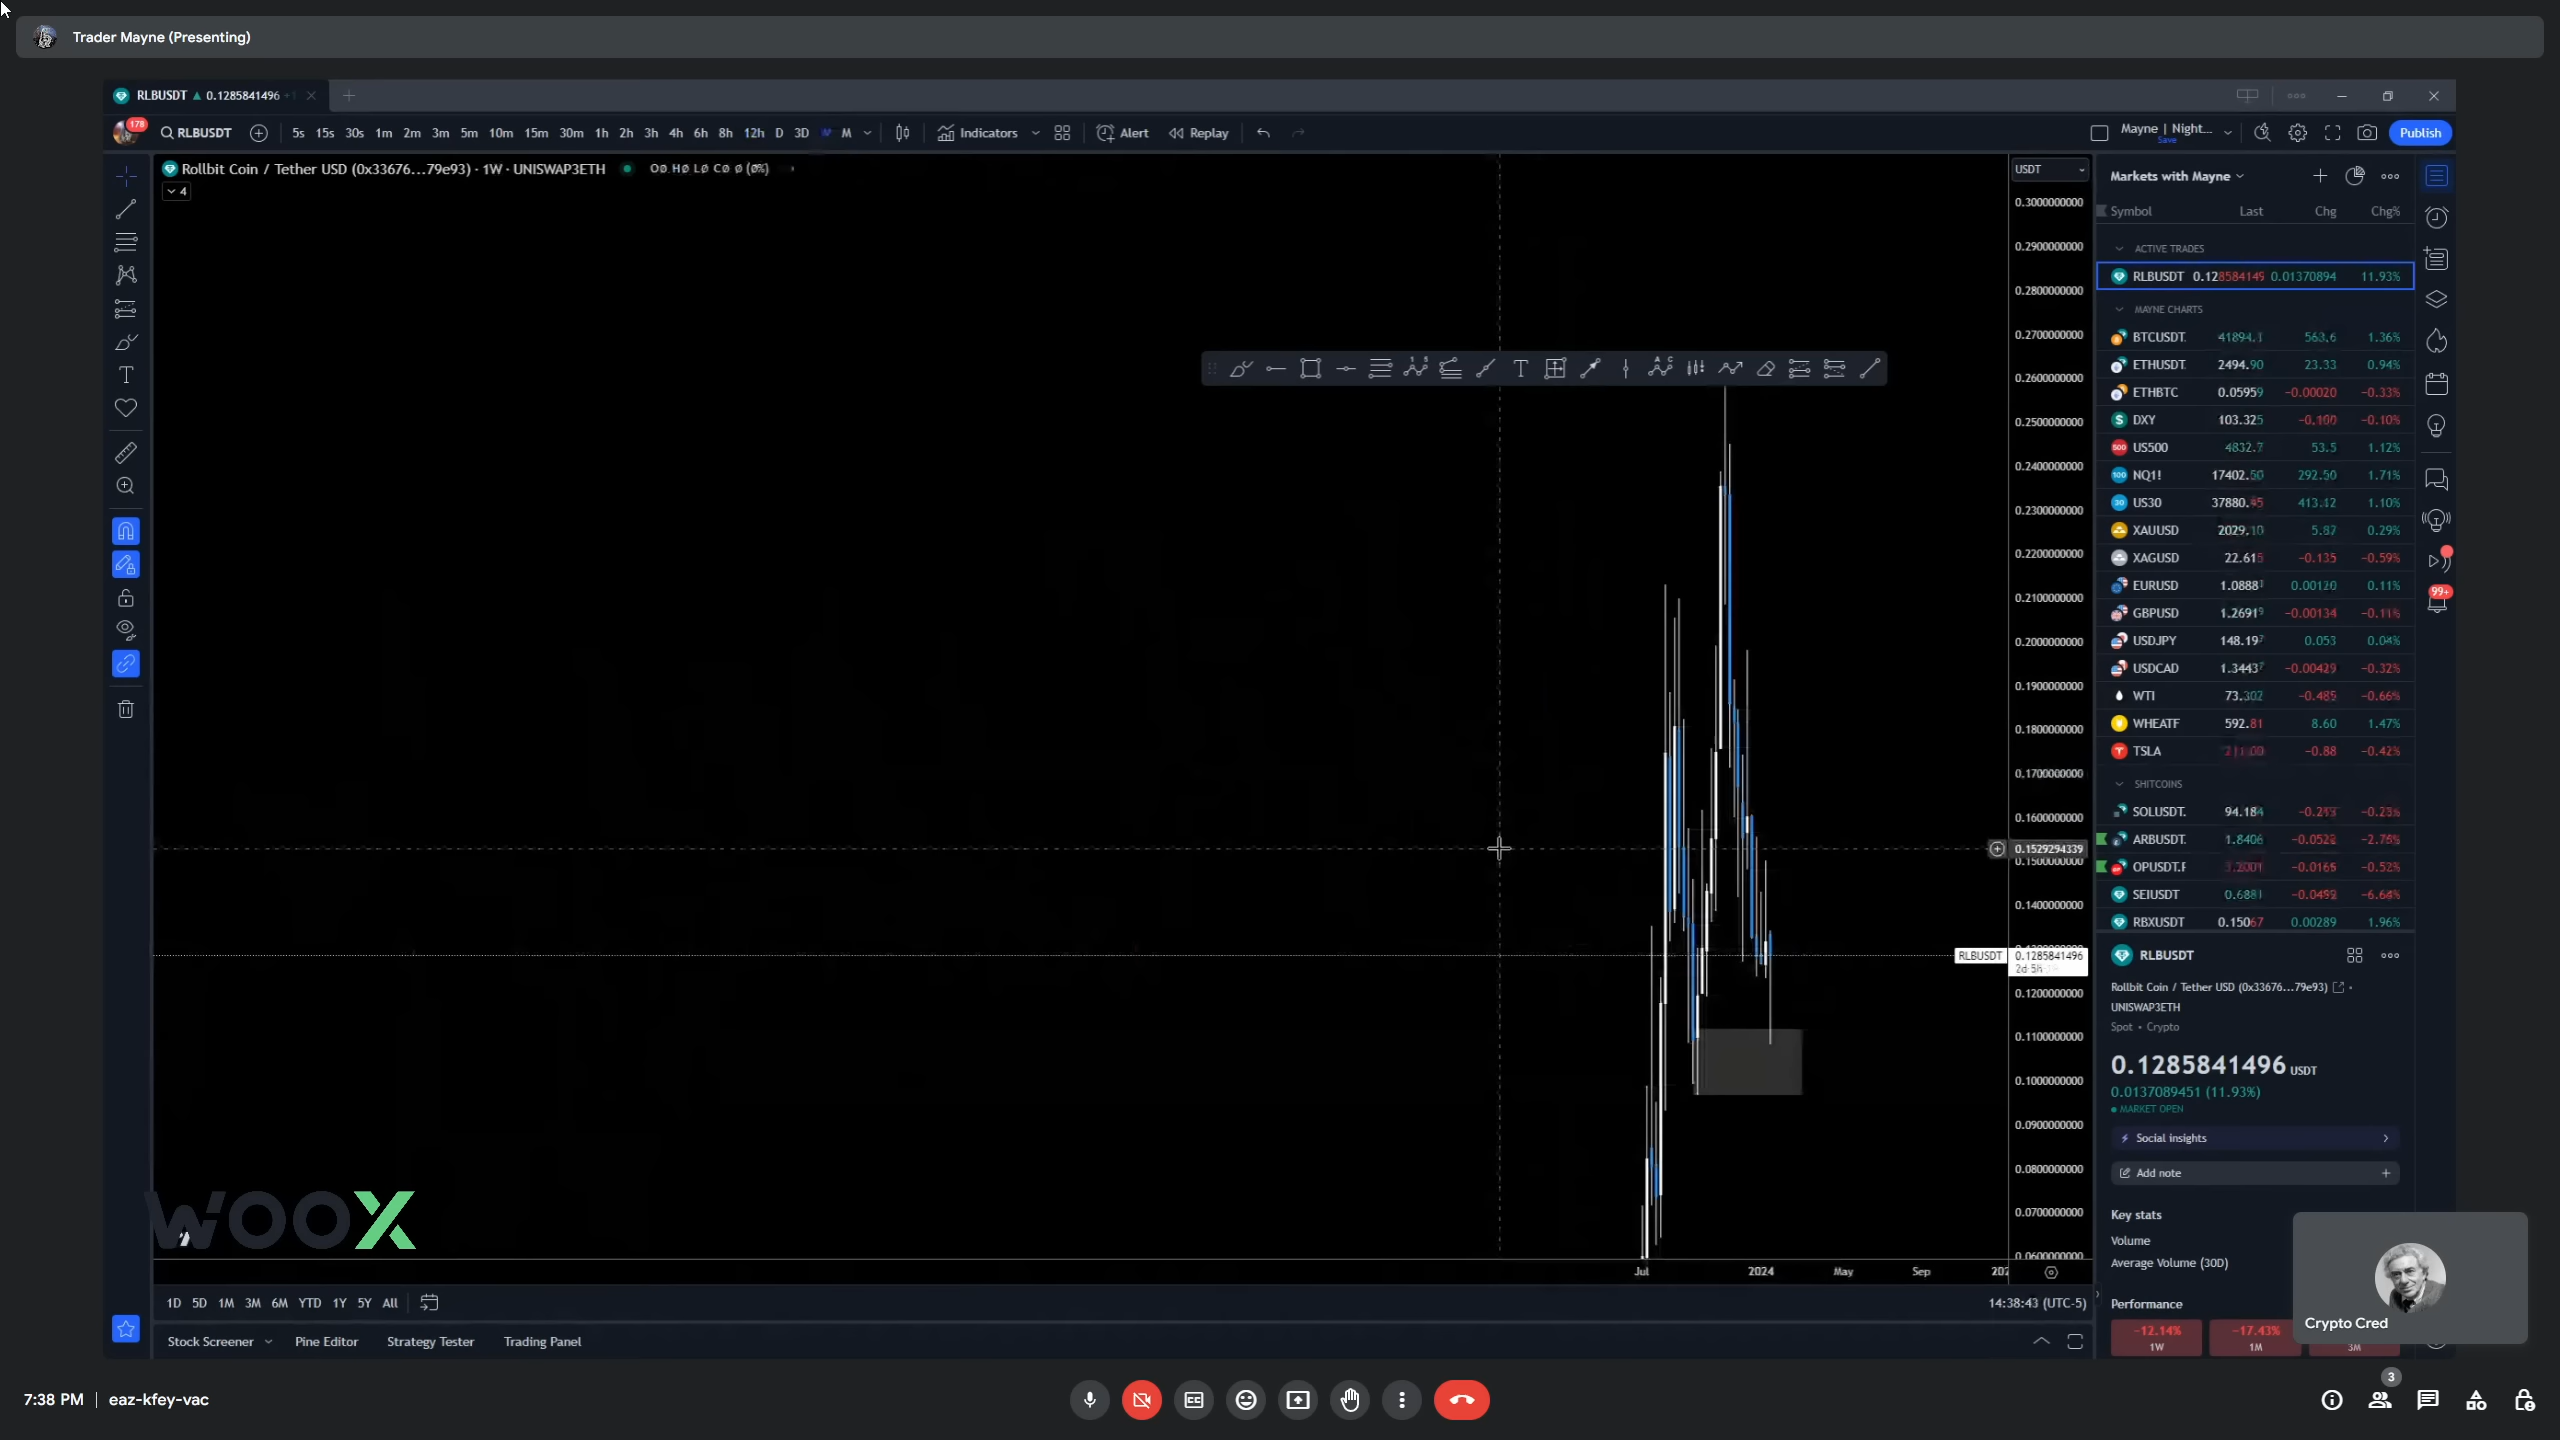 Trader Mayne (Presenting)
RLBUSDT 0.1285841496
178 RLBUSDT 5s 15s 30s 1m 2m 3m 5m 10m 15m 30m 1h 2h 3h 4h 6h 8h 12h D 3D W M Indicators Alert Replay Mayne | Night... Save Publish
Rollbit Coin / Tether USD (0x33676...79e93) · 1W · UNISWAP3ETH
4
USDT
0.3000000000
0.2900000000
0.2800000000
0.2700000000
0.2600000000
0.2500000000
0.2400000000
0.2300000000
0.2200000000
0.2100000000
0.2000000000
0.1900000000
0.1800000000
0.1700000000
0.1600000000
0.1529294339
0.1500000000
0.1400000000
RLBUSDT 0.1285841496
2d 5h
0.1200000000
0.1100000000
0.1000000000
0.0900000000
0.0800000000
0.0700000000
0.0600000000
Jul 2024 May Sep
WOOX
1D 5D 1M 3M 6M YTD 1Y 5Y All
14:38:43 (UTC-5)
Stock Screener Pine Editor Strategy Tester Trading Panel
Markets with Mayne
Symbol Last Chg Chg%
ACTIVE TRADES
RLBUSDT 0.128584149 0.01370894 11.93%
MAYNE CHARTS
BTCUSDT. 563.6 1.36%
ETHUSDT. 2494.90 23.33 0.94%
ETHBTC 0.05959 -0.00020 -0.33%
DXY 103.325 -0.100 -0.10%
US500 4832.7 53.5 1.12%
NQ1! 17402.50 292.50 1.71%
US30 413.12 1.10%
XAUUSD 2029.10 5.87 0.29%
XAGUSD 22.615 -0.135 -0.59%
EURUSD 1.0888 0.00120 0.11%
GBPUSD 1.2691 -0.00134 -0.11%
USDJPY 148.19 0.053 0.04%
USDCAD 1.3443 -0.00429 -0.32%
WTI 73.302 -0.485 -0.66%
WHEATF 592.81 8.60 1.47%
TSLA -0.88 -0.42%
SHITCOINS
SOLUSDT. 94.184
ARBUSDT. 1.8406
OPUSDT.F -0.52%
SEIUSDT 0.6881 -0.0492 -6.64%
RBXUSDT 0.15067 0.00289 1.96%
99+
RLBUSDT
Rollbit Coin / Tether USD (0x33676...79e93)
UNISWAP3ETH
Spot • Crypto
0.1285841496 USDT
0.0137089451 (11.93%)
MARKET OPEN
Social insights
Add note
Key stats
Volume
Average Volume (30D)
Performance
-12.14%
1W
-17.43%
1M
3M
Crypto Cred
7:38 PM | eaz-kfey-vac
3